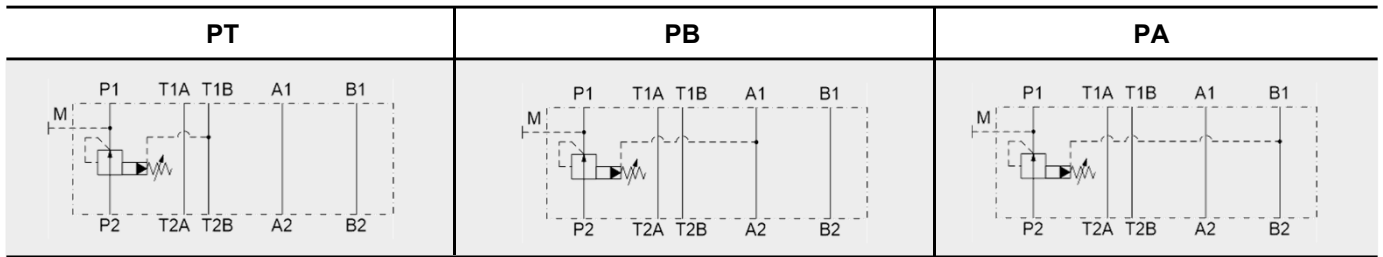 PT PB PA
P1 T1A T1B A1 B1 P1 T1A T1B A1 B1 P1 T1A T1B A1 B1
M M M
P2 T2A T2B A2 B2 P2 T2A T2B A2 B2 P2 T2A T2B A2 B2